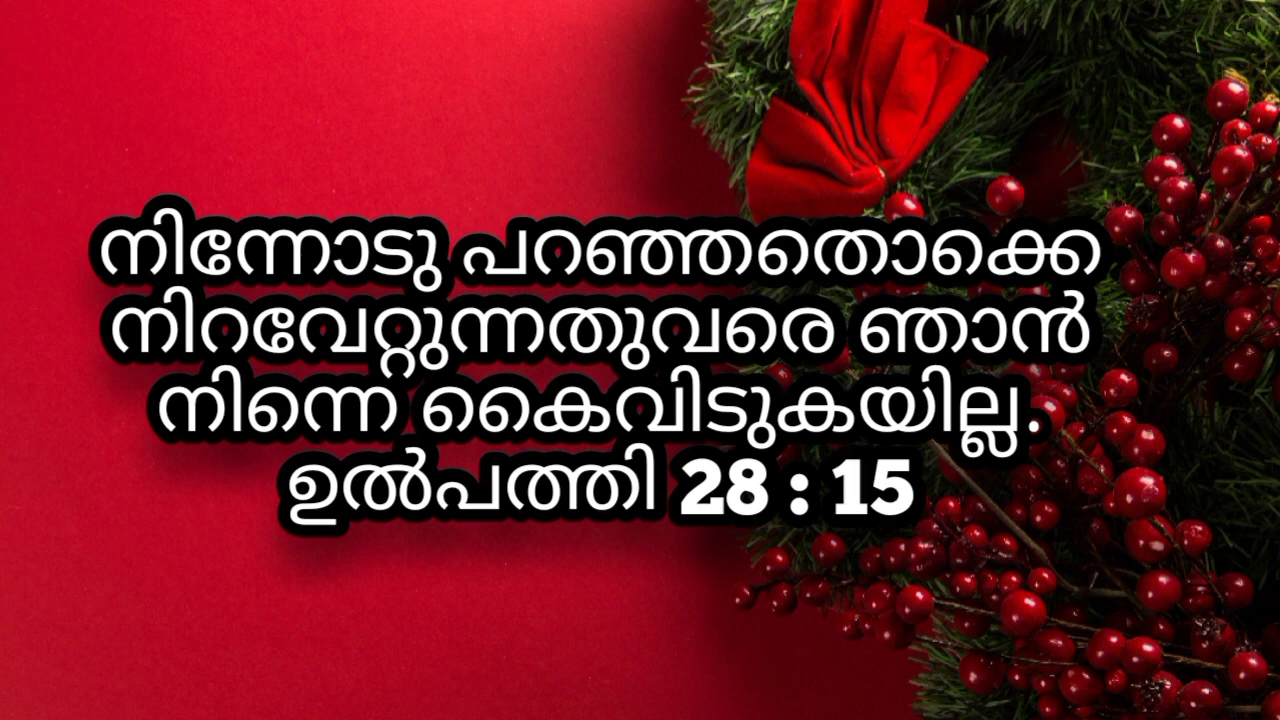 നിന്നോടു പറഞ്ഞതൊക്കെ
നിറവേറ്റുന്നതുവരെ ഞാൻ
നിന്നെ കൈവിടുകയില്ല.
ഉൽപത്തി 28 : 15